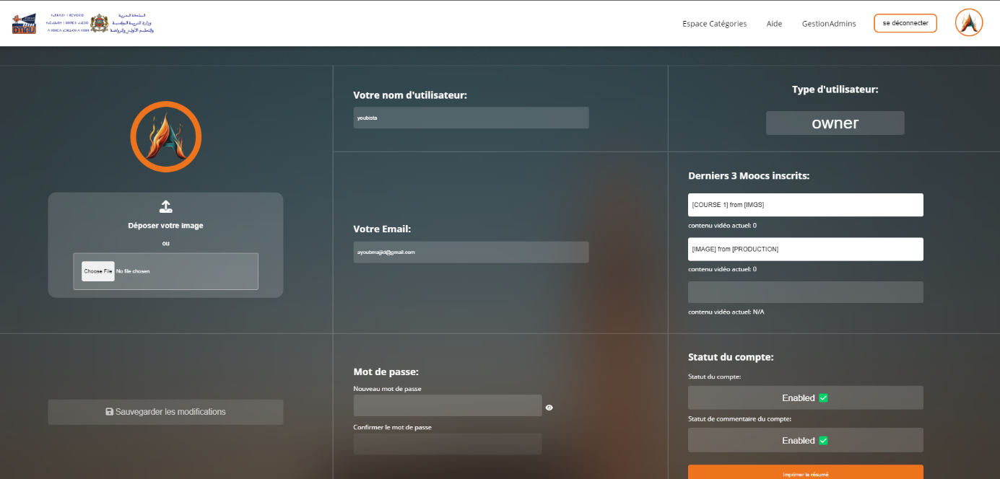 المملكة المغربية
وزارة التربية الوطنية
والتعليم الأولي والرياضة
Espace Catégories
Aide
GestionAdmins
se déconnecter
Votre nom d'utilisateur:
youbista
Type d'utilisateur:
owner
Déposer votre image
ou
Choose File No file chosen
Votre Email:
ayoubmajjid@gmail.com
Derniers 3 Moocs inscrits:
[COURSE 1] from [IMGS]
contenu vidéo actuel: 0
[IMAGE] from [PRODUCTION]
contenu vidéo actuel: 0
contenu vidéo actuel: N/A
Sauvegarder les modifications
Mot de passe:
Nouveau mot de passe
Confirmer le mot de passe
Statut du compte:
Statut du compte:
Enabled ✅
Statut de commentaire du compte:
Enabled ✅
Imprimer le résumé